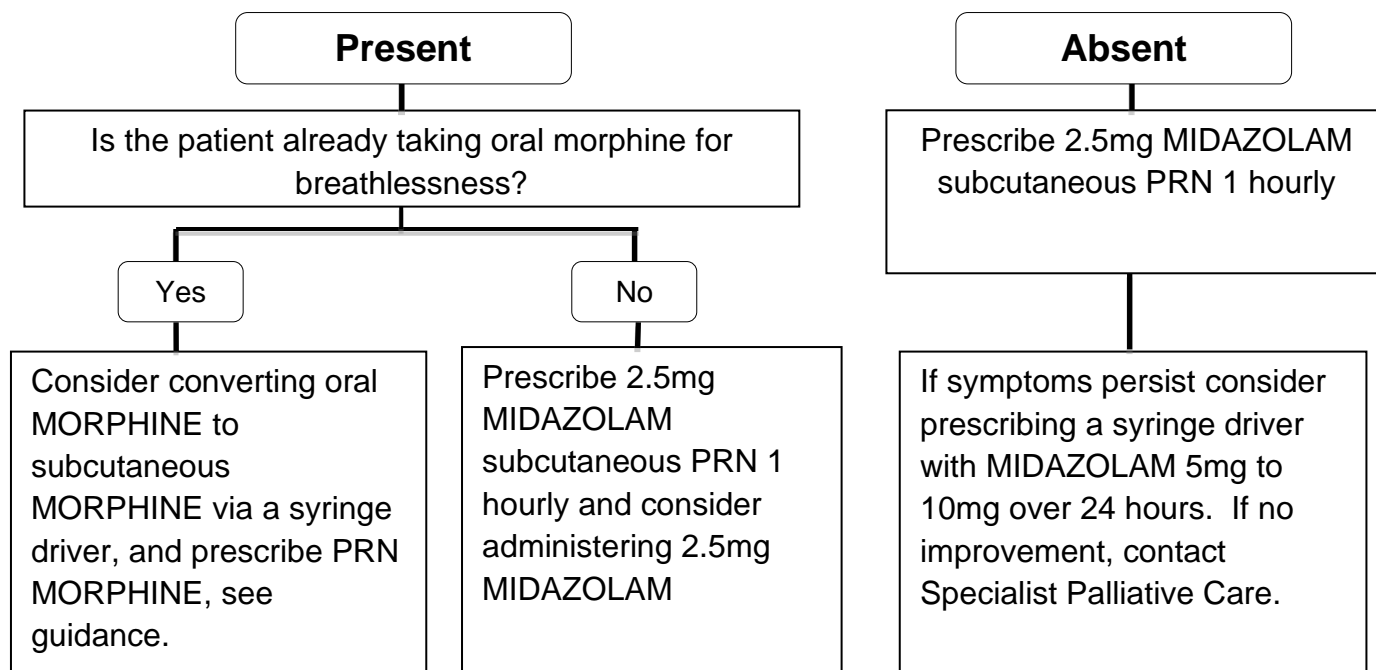 Present
Is the patient already taking oral morphine for
breathlessness?
Yes
Consider converting oral
MORPHINE to
subcutaneous
MORPHINE via a syringe
driver, and prescribe PRN
MORPHINE, see
guidance.
No
Prescribe 2.5mg
MIDAZOLAM
subcutaneous PRN 1
hourly and consider
administering 2.5mg
MIDAZOLAM
Absent
Prescribe 2.5mg MIDAZOLAM
subcutaneous PRN 1 hourly
If symptoms persist consider
prescribing a syringe driver
with MIDAZOLAM 5mg to
10mg over 24 hours.  If no
improvement, contact
Specialist Palliative Care.